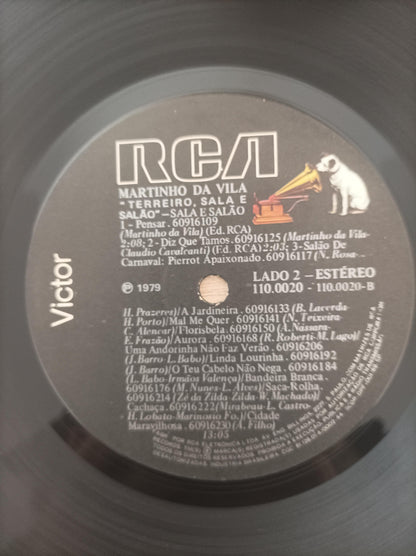 RCA
Victor
MARTINHO DA VILA
"TERREIRO, SALA E
SALÃO" — SALA E SALÃO
1 - Pensar. 60916109
(Martinho da Vila) (Ed. RCA)
2:08; 2 - Diz Que Tamos. 60916125 (Martinho da Vila-
Claudio Cavalcanti) (Ed. RCA) 2:03; 3-Salão De
Carnaval: Pierrot Apaixonado. 60916117 (N. Rosa-
LADO 2 – ESTÉREO
℗ 1979
110.0020 - 110.0020-B
H. Prazeres)/A Jardineira. 60916133 (B. Lacerda-
H. Porto)/Mal Me Quer. 60916141 (N. Teixeira-
C. Alencar)/Florisbela. 60916150 (A. Nássara-
E. Frazão)/Aurora. 60916168 (R. Roberti-M. Lago)/
Uma Andorinha Não Faz Verão. 60916206
(J. Barro-L. Babo)/Linda Lourinha. 60916192
(J. Barro)/O Teu Cabelo Não Nega. 60916184
(L. Babo-Irmãos Valença)/Bandeira Branca.
60916176 (M. Nunes-L. Alves)/Saca-Rolha.
60916214 (Zé da Zilda-Zilda-W. Machado)/
Cachaça. 60916222 (Mirabeau-L. Castro-
H. Lobato-Marinósio Fo.)/Cidade
Maravilhosa. 60916230 (A. Filho)
13:05